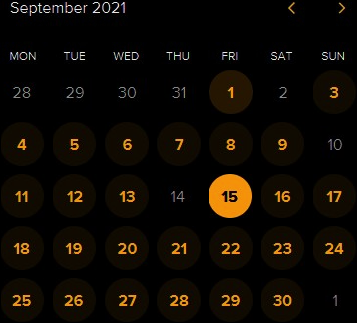 September 2021 < >
MON TUE WED THU FRI SAT SUN
28 29 30 31 1 2 3
4 5 6 7 8 9 10
11 12 13 14 15 16 17
18 19 20 21 22 23 24
25 26 27 28 29 30 1